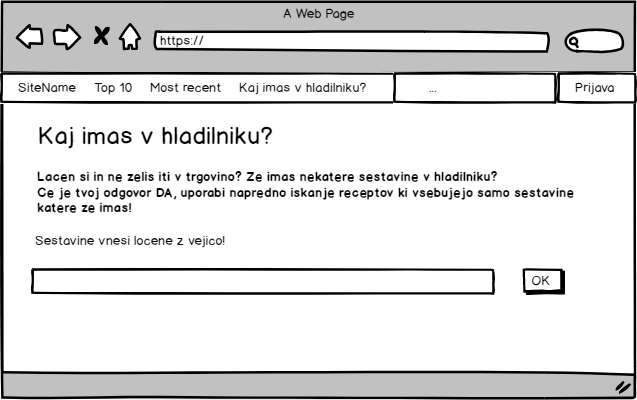 A Web Page
https://
SiteName Top 10 Most recent Kaj imas v hladilniku? ... Prijava
Kaj imas v hladilniku?
Lacen si in ne zelis iti v trgovino? Ze imas nekatere sestavine v hladilniku?
Ce je tvoj odgovor DA, uporabi napredno iskanje receptov ki vsebujejo samo sestavine
katere ze imas!
Sestavine vnesi locene z vejico!
OK